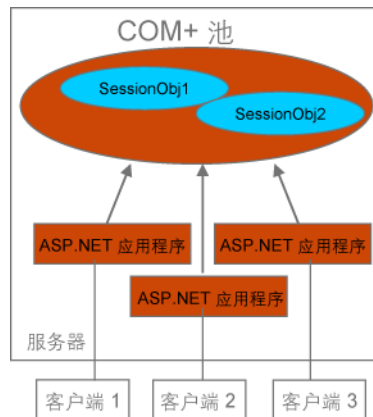 COM+ 池
SessionObj1
SessionObj2
ASP.NET 应用程序
ASP.NET 应用程序
ASP.NET 应用程序
服务器
客户端 1
客户端 2
客户端 3